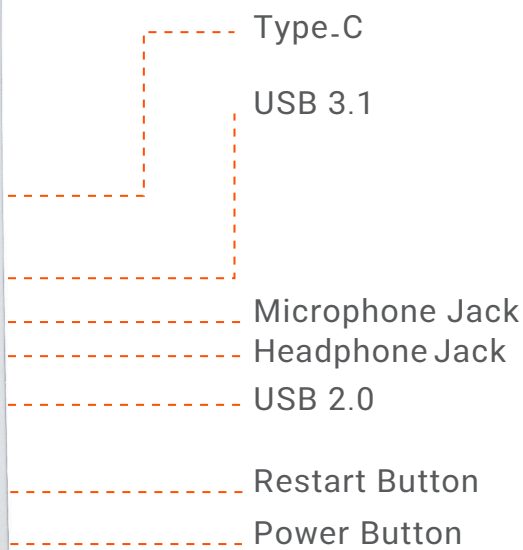 Type-C
USB 3.1
Microphone Jack
Headphone Jack
USB 2.0
Restart Button
Power Button